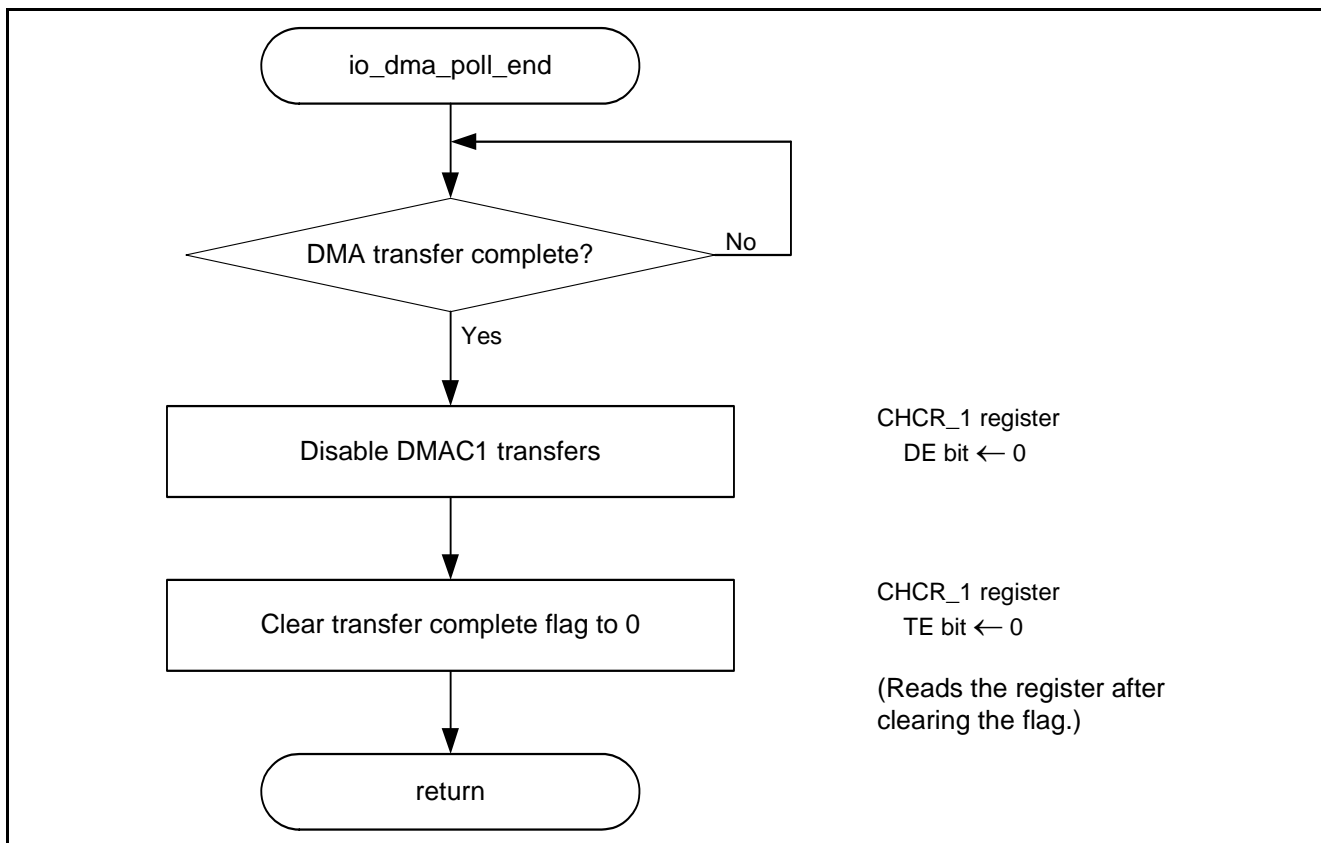 io_dma_poll_end
DMA transfer complete?
No
Yes
Disable DMAC1 transfers
CHCR_1 register
DE bit ← 0
Clear transfer complete flag to 0
CHCR_1 register
TE bit ← 0
(Reads the register after
clearing the flag.)
return